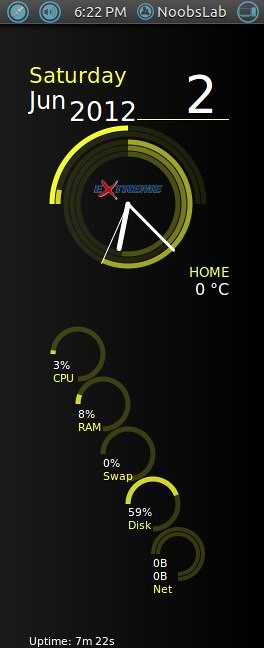 6:22 PM NoobsLab
Saturday
Jun 2012 2
EXTREME
HOME
0 °C
3%
CPU
8%
RAM
0%
Swap
59%
Disk
0B
0B
Net
Uptime: 7m 22s